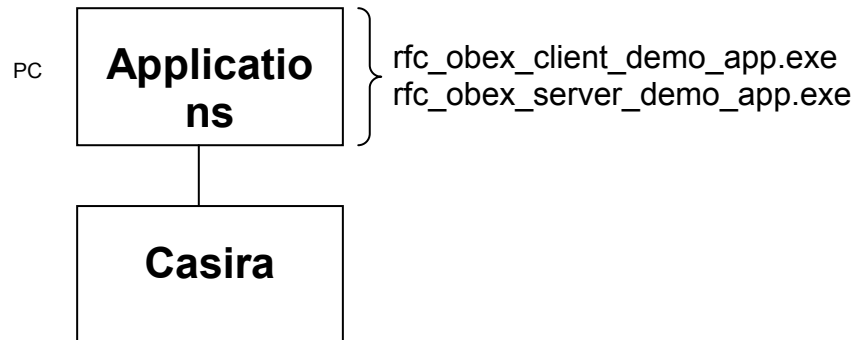 PC
Applicatio
ns
rfc_obex_client_demo_app.exe
rfc_obex_server_demo_app.exe
Casira